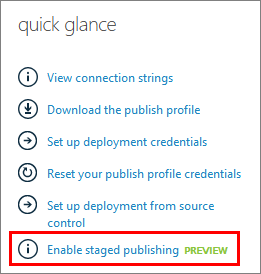 quick glance
View connection strings
Download the publish profile
Set up deployment credentials
Reset your publish profile credentials
Set up deployment from source
control
Enable staged publishing PREVIEW